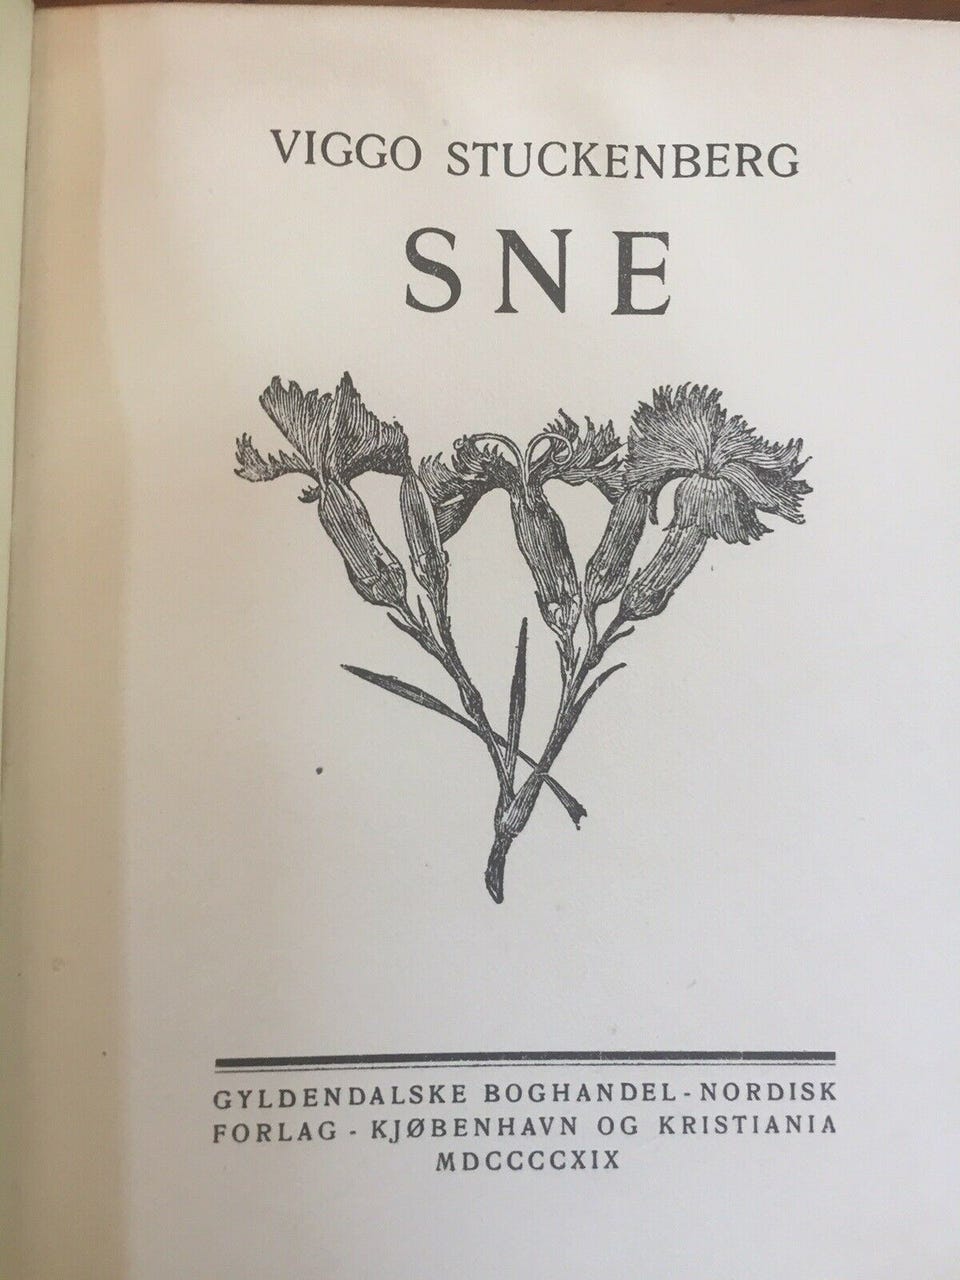 VIGGO STUCKENBERG
SNE
GYLDENDALSKE BOGHANDEL - NORDISK
FORLAG - KJØBENHAVN OG KRISTIANIA
MDCCCCXIX